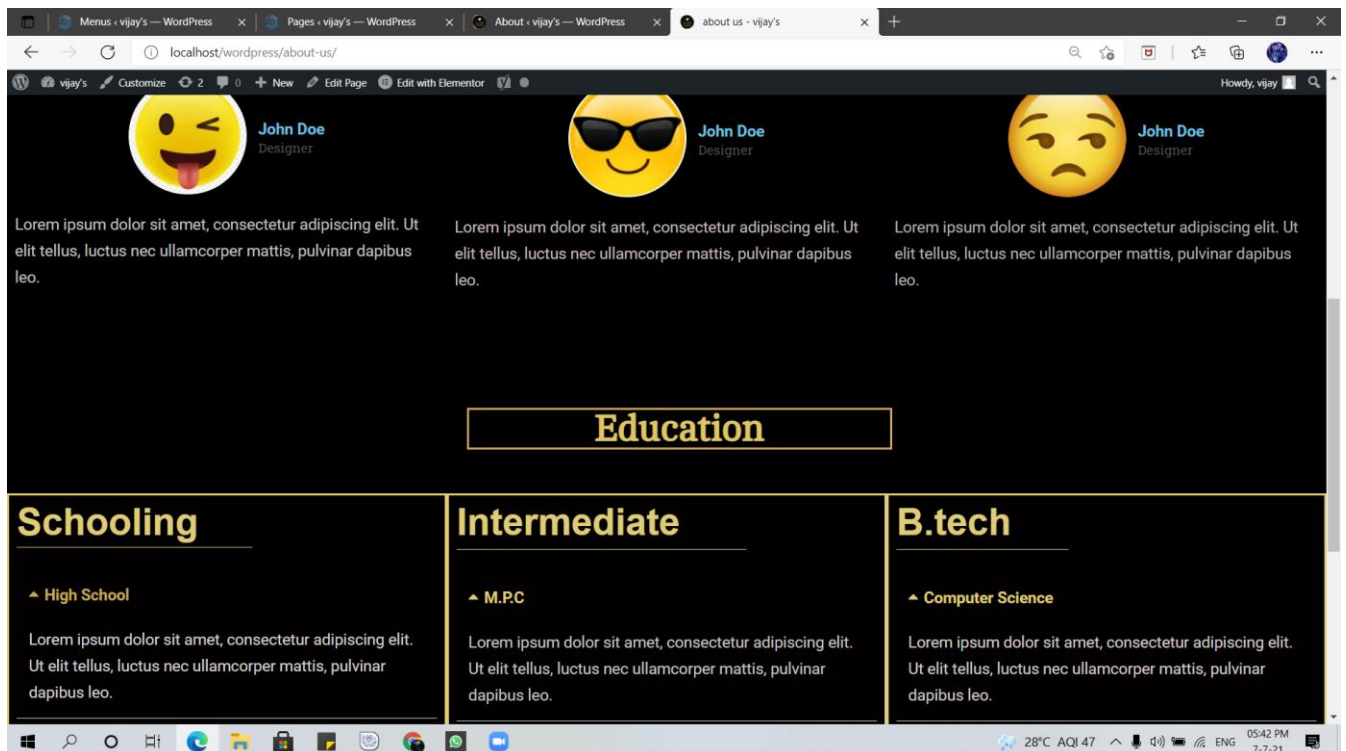 Menus ‹ vijay's — WordPress
Pages ‹ vijay's — WordPress
About ‹ vijay's — WordPress
about us - vijay's
localhost/wordpress/about-us/
vijay's Customize 2 0 New Edit Page Edit with Elementor
Howdy, vijay
John Doe
Designer
Lorem ipsum dolor sit amet, consectetur adipiscing elit. Ut
elit tellus, luctus nec ullamcorper mattis, pulvinar dapibus
leo.
John Doe
Designer
Lorem ipsum dolor sit amet, consectetur adipiscing elit. Ut
elit tellus, luctus nec ullamcorper mattis, pulvinar dapibus
leo.
John Doe
Designer
Lorem ipsum dolor sit amet, consectetur adipiscing elit. Ut
elit tellus, luctus nec ullamcorper mattis, pulvinar dapibus
leo.
Education
Schooling
High School
Lorem ipsum dolor sit amet, consectetur adipiscing elit.
Ut elit tellus, luctus nec ullamcorper mattis, pulvinar
dapibus leo.
Intermediate
M.P.C
Lorem ipsum dolor sit amet, consectetur adipiscing elit.
Ut elit tellus, luctus nec ullamcorper mattis, pulvinar
dapibus leo.
B.tech
Computer Science
Lorem ipsum dolor sit amet, consectetur adipiscing elit.
Ut elit tellus, luctus nec ullamcorper mattis, pulvinar
dapibus leo.
28°C AQI 47
ENG
05:42 PM
7-7-21